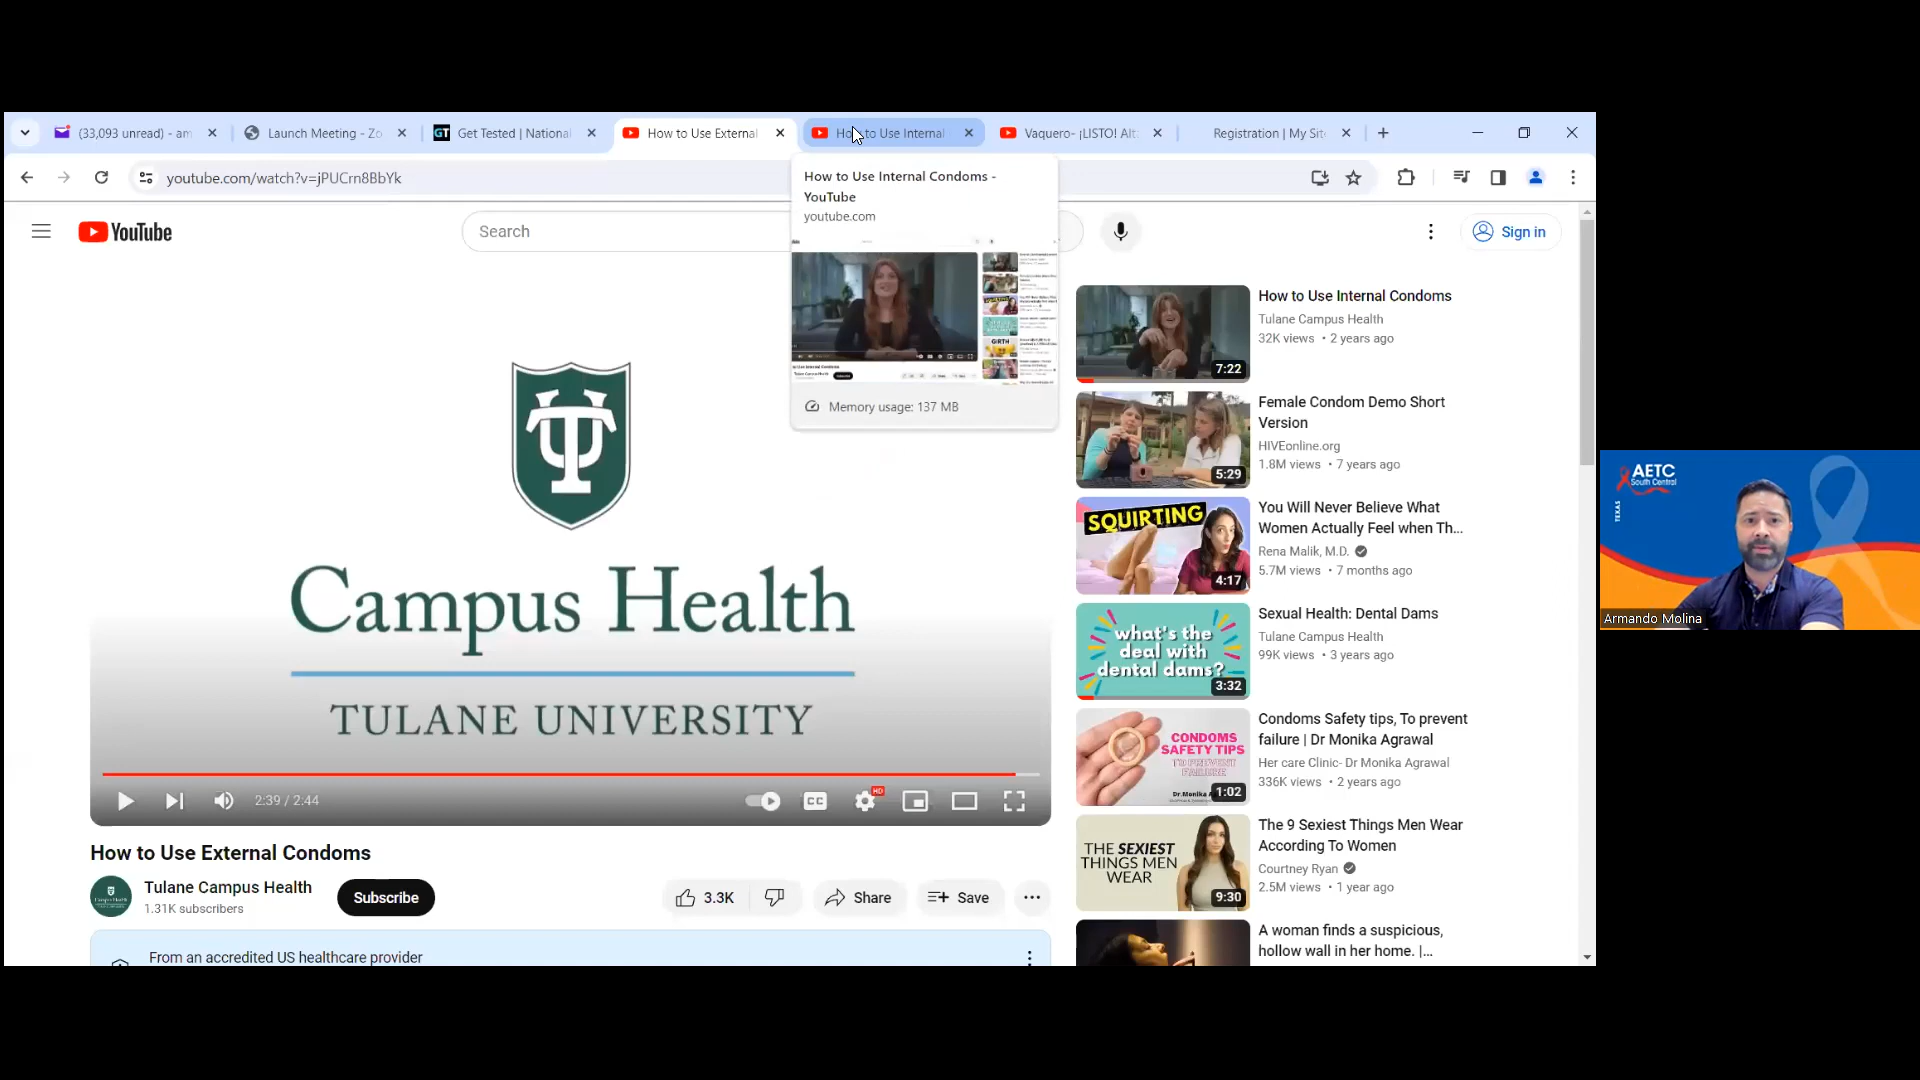 (33,093 unread) - am
Launch Meeting - Zo
Get Tested | National
How to Use External
How to Use Internal
Vaquero- ¡LISTO! Alt
Registration | My Sit
youtube.com/watch?v=jPUCrn8BbYk
How to Use Internal Condoms -
YouTube
youtube.com
Memory usage: 137 MB
YouTube
Search
Sign in
Campus Health
TULANE UNIVERSITY
2:39 / 2:44
CC
HD
How to Use External Condoms
Tulane Campus Health
1.31K subscribers
Subscribe
3.3K
Share
Save
From an accredited US healthcare provider
7:22
How to Use Internal Condoms
Tulane Campus Health
32K views • 2 years ago
5:29
Female Condom Demo Short
Version
HIVEonline.org
1.8M views • 7 years ago
SQUIRTING
4:17
You Will Never Believe What
Women Actually Feel when Th...
Rena Malik, M.D.
5.7M views • 7 months ago
what's the
deal with
dental dams?
3:32
Sexual Health: Dental Dams
Tulane Campus Health
99K views • 3 years ago
CONDOMS
SAFETY TIPS
TO PREVENT
FAILURE
Dr.Monika
1:02
Condoms Safety tips, To prevent
failure | Dr Monika Agrawal
Her care Clinic- Dr Monika Agrawal
336K views • 2 years ago
THE SEXIEST
THINGS MEN
WEAR
9:30
The 9 Sexiest Things Men Wear
According To Women
Courtney Ryan
2.5M views • 1 year ago
A woman finds a suspicious,
hollow wall in her home. |...
AETC
South Central
TEXAS
Armando Molina